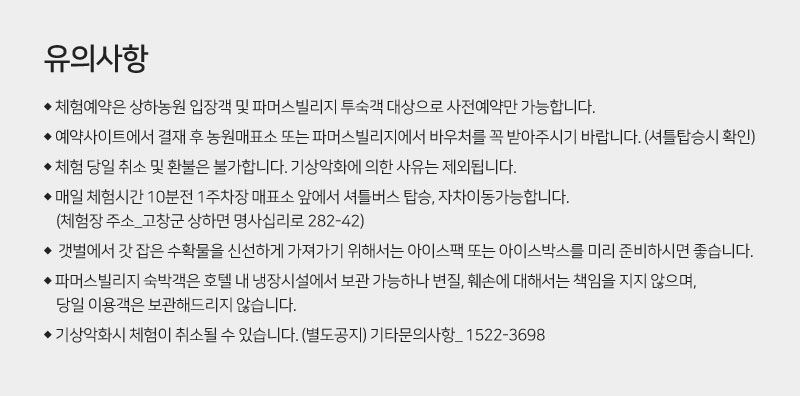 유의사항
◆ 체험예약은 상하농원 입장객 및 파머스빌리지 투숙객 대상으로 사전예약만 가능합니다.
◆ 예약사이트에서 결재 후 농원매표소 또는 파머스빌리지에서 바우처를 꼭 받아주시기 바랍니다. (셔틀탑승시 확인)
◆ 체험 당일 취소 및 환불은 불가합니다. 기상악화에 의한 사유는 제외됩니다.
◆ 매일 체험시간 10분전 1주차장 매표소 앞에서 셔틀버스 탑승, 자차이동가능합니다.
(체험장 주소_고창군 상하면 명사십리로 282-42)
◆ 갯벌에서 갓 잡은 수확물을 신선하게 가져가기 위해서는 아이스팩 또는 아이스박스를 미리 준비하시면 좋습니다.
◆ 파머스빌리지 숙박객은 호텔 내 냉장시설에서 보관 가능하나 변질, 훼손에 대해서는 책임을 지지 않으며,
당일 이용객은 보관해드리지 않습니다.
◆ 기상악화시 체험이 취소될 수 있습니다. (별도공지) 기타문의사항_ 1522-3698